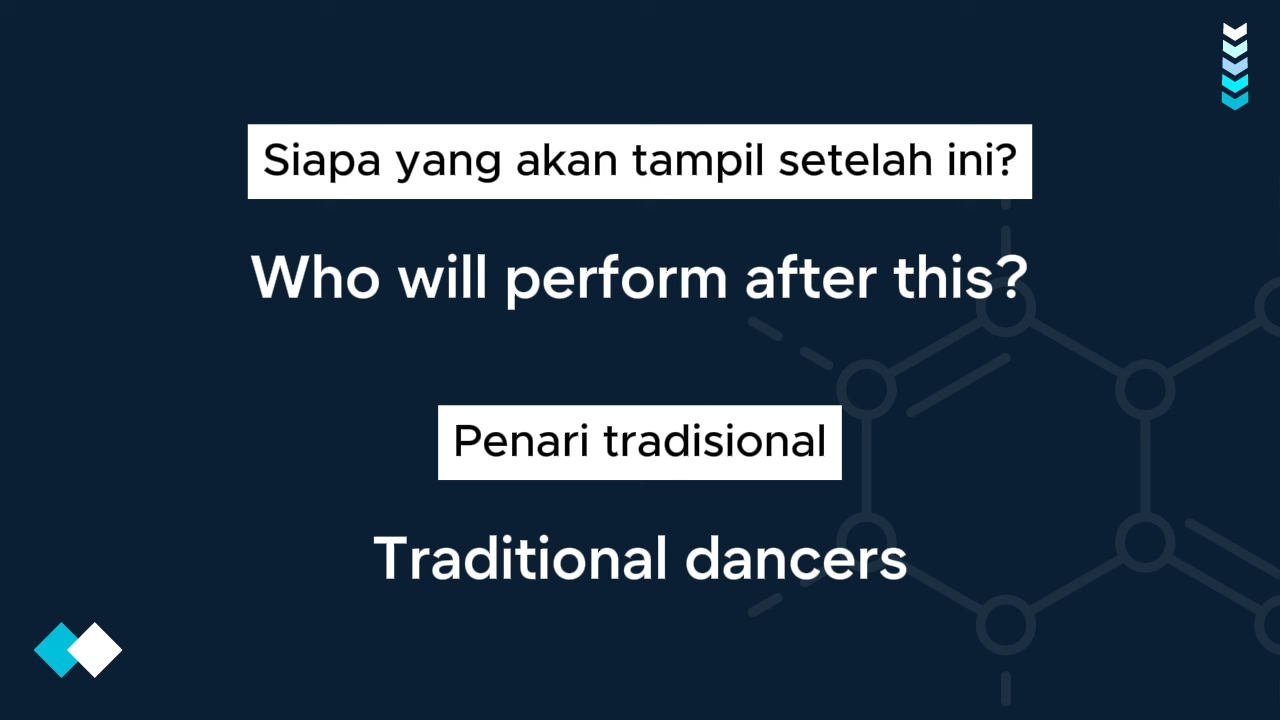 Siapa yang akan tampil setelah ini?
Who will perform after this?
Penari tradisional
Traditional dancers